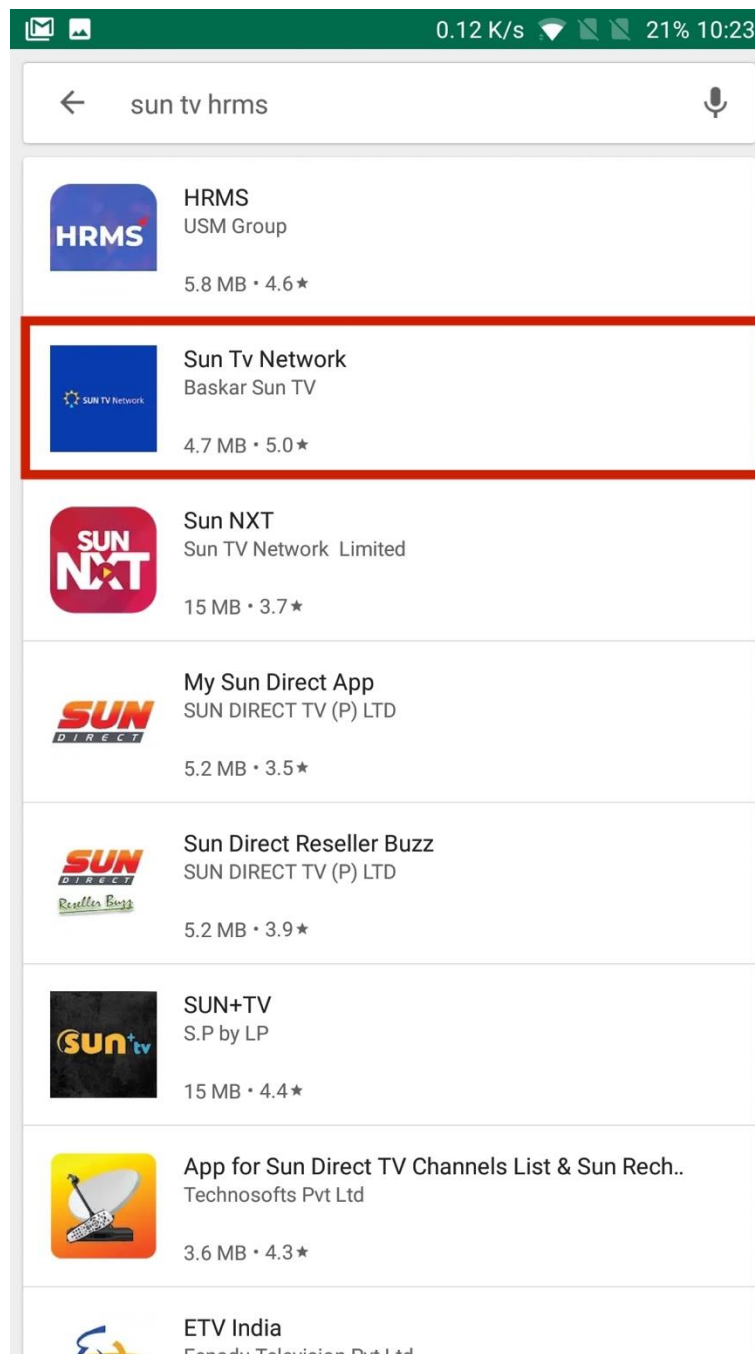 0.12 K/s 21% 10:23
sun tv hrms
HRMS
HRMS
USM Group
5.8 MB • 4.6★
SUN TV Network
Sun Tv Network
Baskar Sun TV
4.7 MB • 5.0★
SUN
NXT
Sun NXT
Sun TV Network Limited
15 MB • 3.7★
SUN
DIRECT
My Sun Direct App
SUN DIRECT TV (P) LTD
5.2 MB • 3.5★
SUN
DIRECT
Reseller Buzz
Sun Direct Reseller Buzz
SUN DIRECT TV (P) LTD
5.2 MB • 3.9★
sun+tv
SUN+TV
S.P by LP
15 MB • 4.4★
App for Sun Direct TV Channels List & Sun Rech..
Technosofts Pvt Ltd
3.6 MB • 4.3★
ETV India